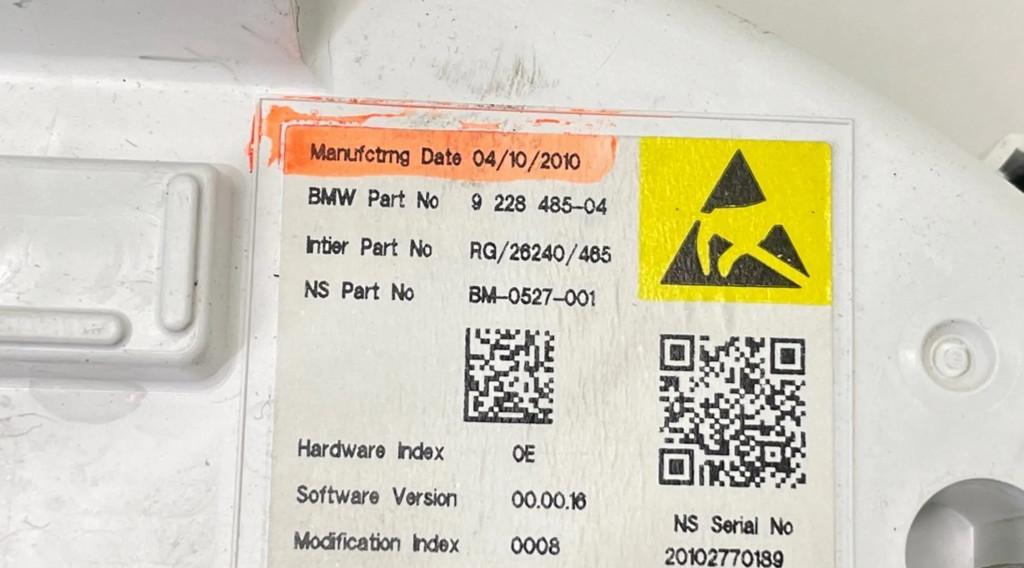 Manufctrng Date 04/10/2010
BMW Part No 9 228 485-04
Intier Part No RG/26240/485
NS Part No BM-0527-001
Hardware Index 0E
Software Version 00.00.16
Modification Index 0008
NS Serial No
20102770189